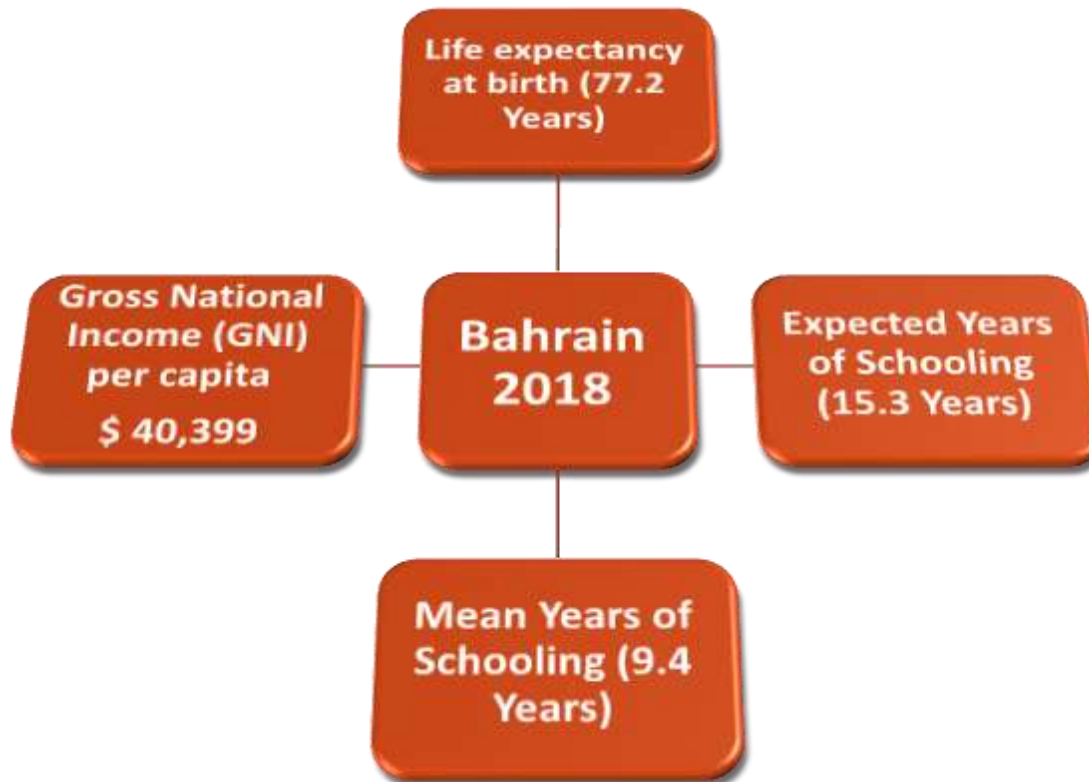 Life expectancy
at birth (77.2
Years)
Gross National
Income (GNI)
per capita
$ 40,399
Bahrain
2018
Expected Years
of Schooling
(15.3 Years)
Mean Years of
Schooling (9.4
Years)